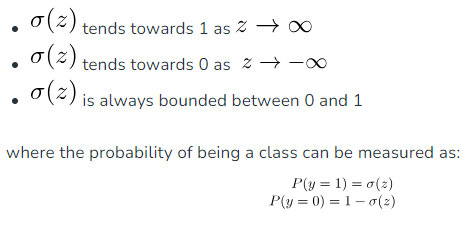 • σ(z) tends towards 1 as z → ∞
• σ(z) tends towards 0 as z → −∞
• σ(z) is always bounded between 0 and 1
where the probability of being a class can be measured as:
P(y = 1) = σ(z)
P(y = 0) = 1 − σ(z)